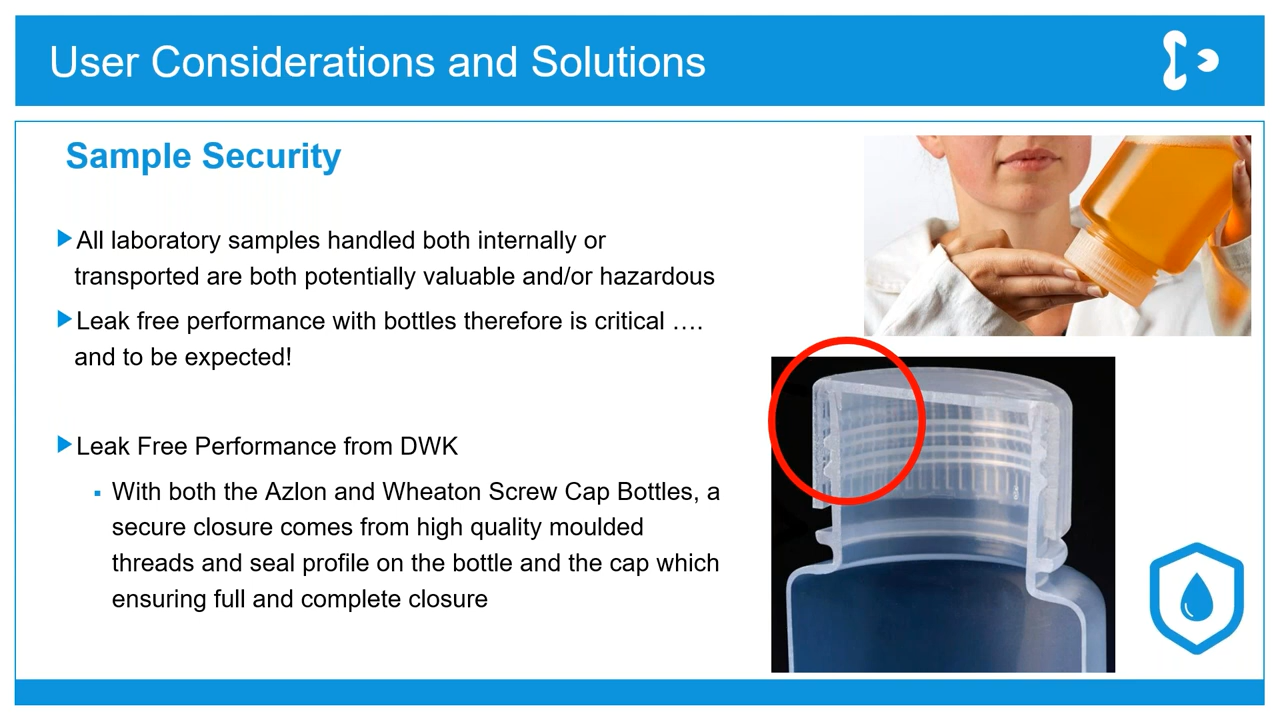 User Considerations and Solutions
Sample Security
All laboratory samples handled both internally or
transported are both potentially valuable and/or hazardous
Leak free performance with bottles therefore is critical ….
and to be expected!
Leak Free Performance from DWK
With both the Azlon and Wheaton Screw Cap Bottles, a
secure closure comes from high quality moulded
threads and seal profile on the bottle and the cap which
ensuring full and complete closure